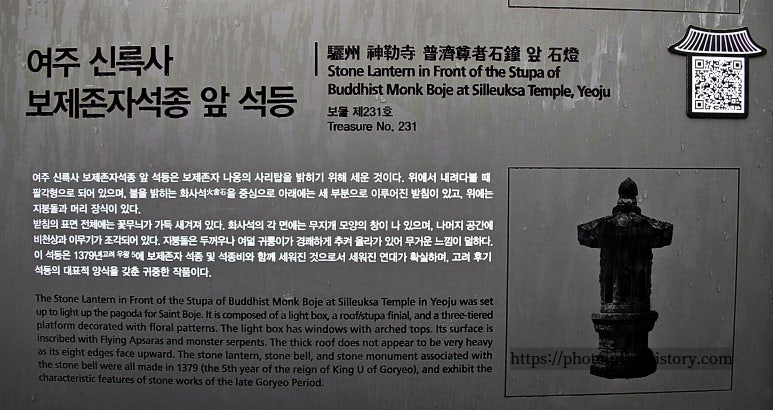 여주 신륵사
보제존자석종 앞 석등
驪州 神勒寺 普濟尊者石鐘 앞 石燈
Stone Lantern in Front of the Stupa of
Buddhist Monk Boje at Silleuksa Temple, Yeoju
보물 제231호
Treasure No. 231
여주 신륵사 보제존자석종 앞 석등은 보제존자 나옹의 사리탑을 밝히기 위해 세운 것이다. 위에서 내려다볼 때
팔각형으로 되어 있으며, 불을 밝히는 화사석火舍石을 중심으로 아래에는 세 부분으로 이루어진 받침이 있고, 위에는
지붕돌과 머리 장식이 있다.
받침의 표면 전체에는 꽃무늬가 가득 새겨져 있다. 화사석의 각 면에는 무지개 모양의 창이 나 있으며, 나머지 공간에
비천상과 이무기가 조각되어 있다. 지붕돌은 두꺼우나 여덟 귀퉁이가 경쾌하게 추켜 올라가 있어 무거운 느낌이 덜하다.
이 석등은 1379년고려 우왕 5에 보제존자 석종 및 석종비와 함께 세워진 것으로서 세워진 연대가 확실하며, 고려 후기
석등의 대표적 양식을 갖춘 귀중한 작품이다.
The Stone Lantern in Front of the Stupa of Buddhist Monk Boje at Silleuksa Temple in Yeoju was set
up to light up the pagoda for Saint Boje. It is composed of a light box, a roof/stupa finial, and a three-tiered
platform decorated with floral patterns. The light box has windows with arched tops. Its surface is
inscribed with Flying Apsaras and monster serpents. The thick roof does not appear to be very heavy
as its eight edges face upward. The stone lantern, stone bell, and stone monument associated with
the stone bell were all made in 1379 (the 5th year of the reign of King U of Goryeo), and exhibit the
characteristic features of stone works of the late Goryeo Period.